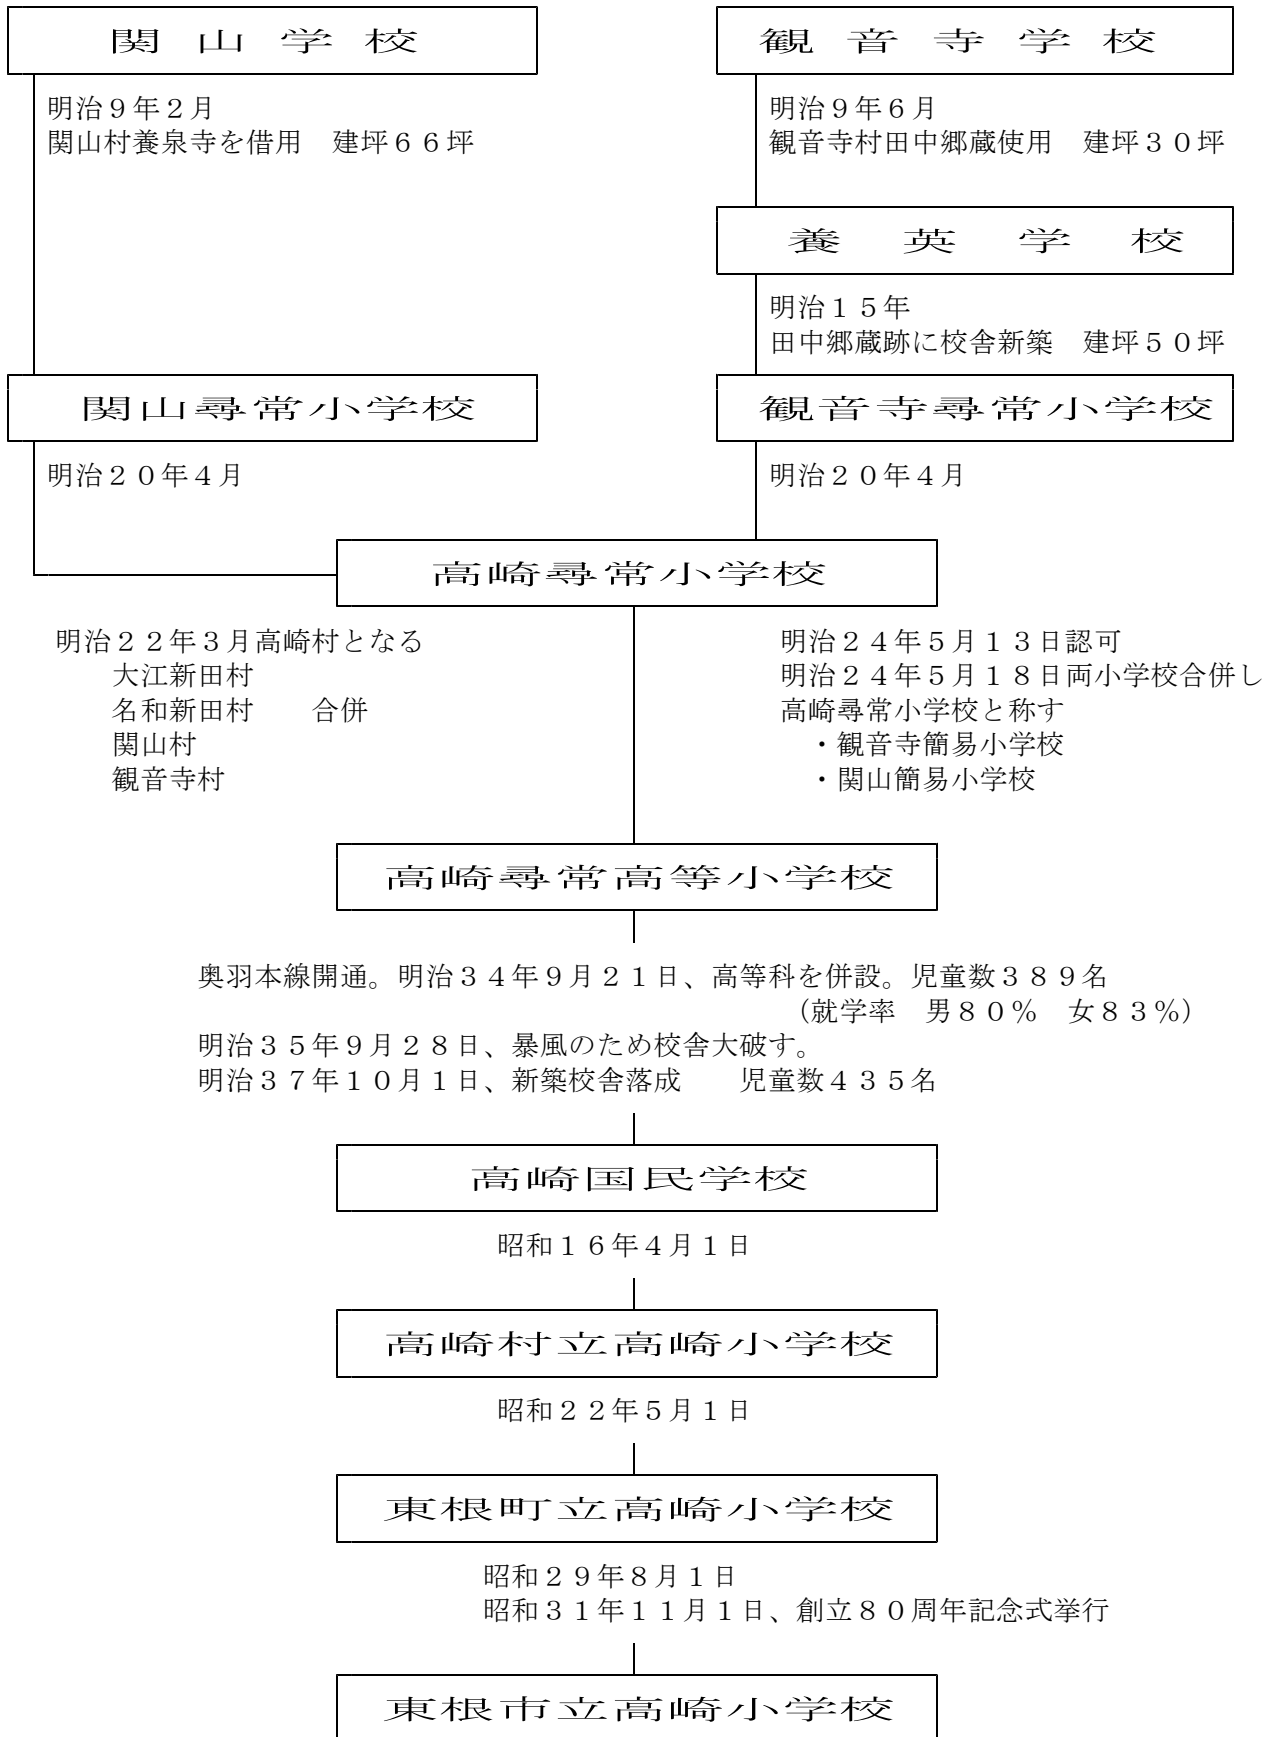 関山学校
明治9年2月
関山村養泉寺を借用　建坪66坪
観音寺学校
明治9年6月
観音寺村田中郷蔵使用　建坪30坪
養英学校
明治15年
田中郷蔵跡に校舎新築　建坪50坪
関山尋常小学校
明治20年4月
観音寺尋常小学校
明治20年4月
高崎尋常小学校
明治22年3月高崎村となる
大江新田村
名和新田村　　合併
関山村
観音寺村
明治24年5月13日認可
明治24年5月18日両小学校合併し
高崎尋常小学校と称す
・観音寺簡易小学校
・関山簡易小学校
高崎尋常高等小学校
奥羽本線開通。明治34年9月21日、高等科を併設。児童数389名
（就学率　男80％　女83％）
明治35年9月28日、暴風のため校舎大破す。
明治37年10月1日、新築校舎落成　　児童数435名
高崎国民学校
昭和16年4月1日
高崎村立高崎小学校
昭和22年5月1日
東根町立高崎小学校
昭和29年8月1日
昭和31年11月1日、創立80周年記念式挙行
東根市立高崎小学校